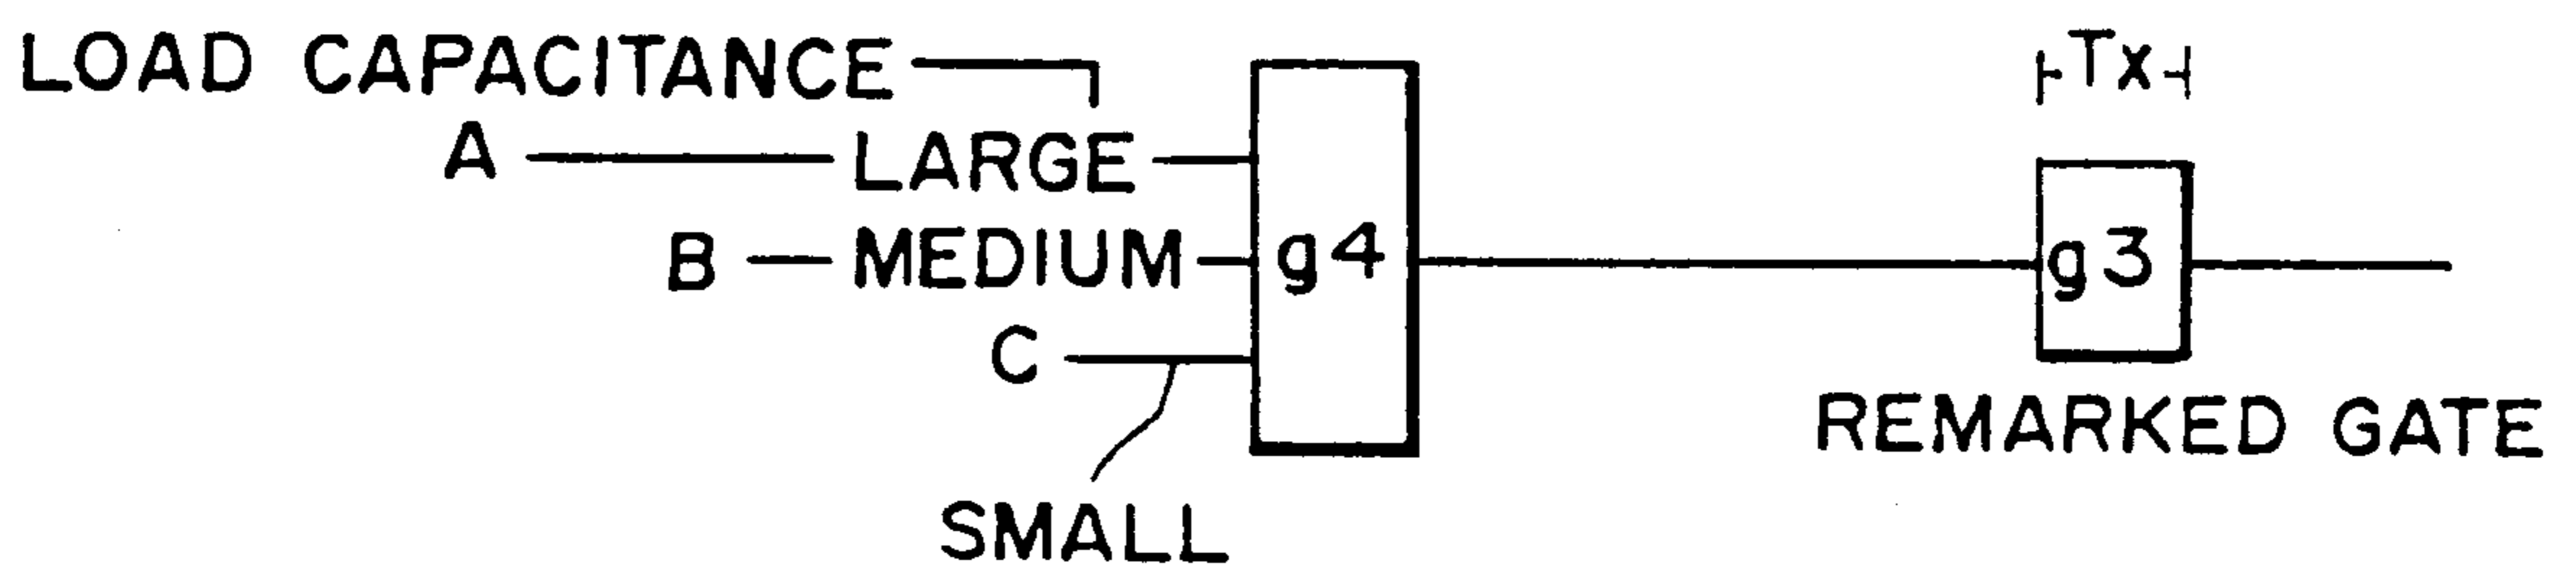 LOAD CAPACITANCE
Tx
A LARGE
B MEDIUM
g4
g3
C
REMARKED GATE
SMALL